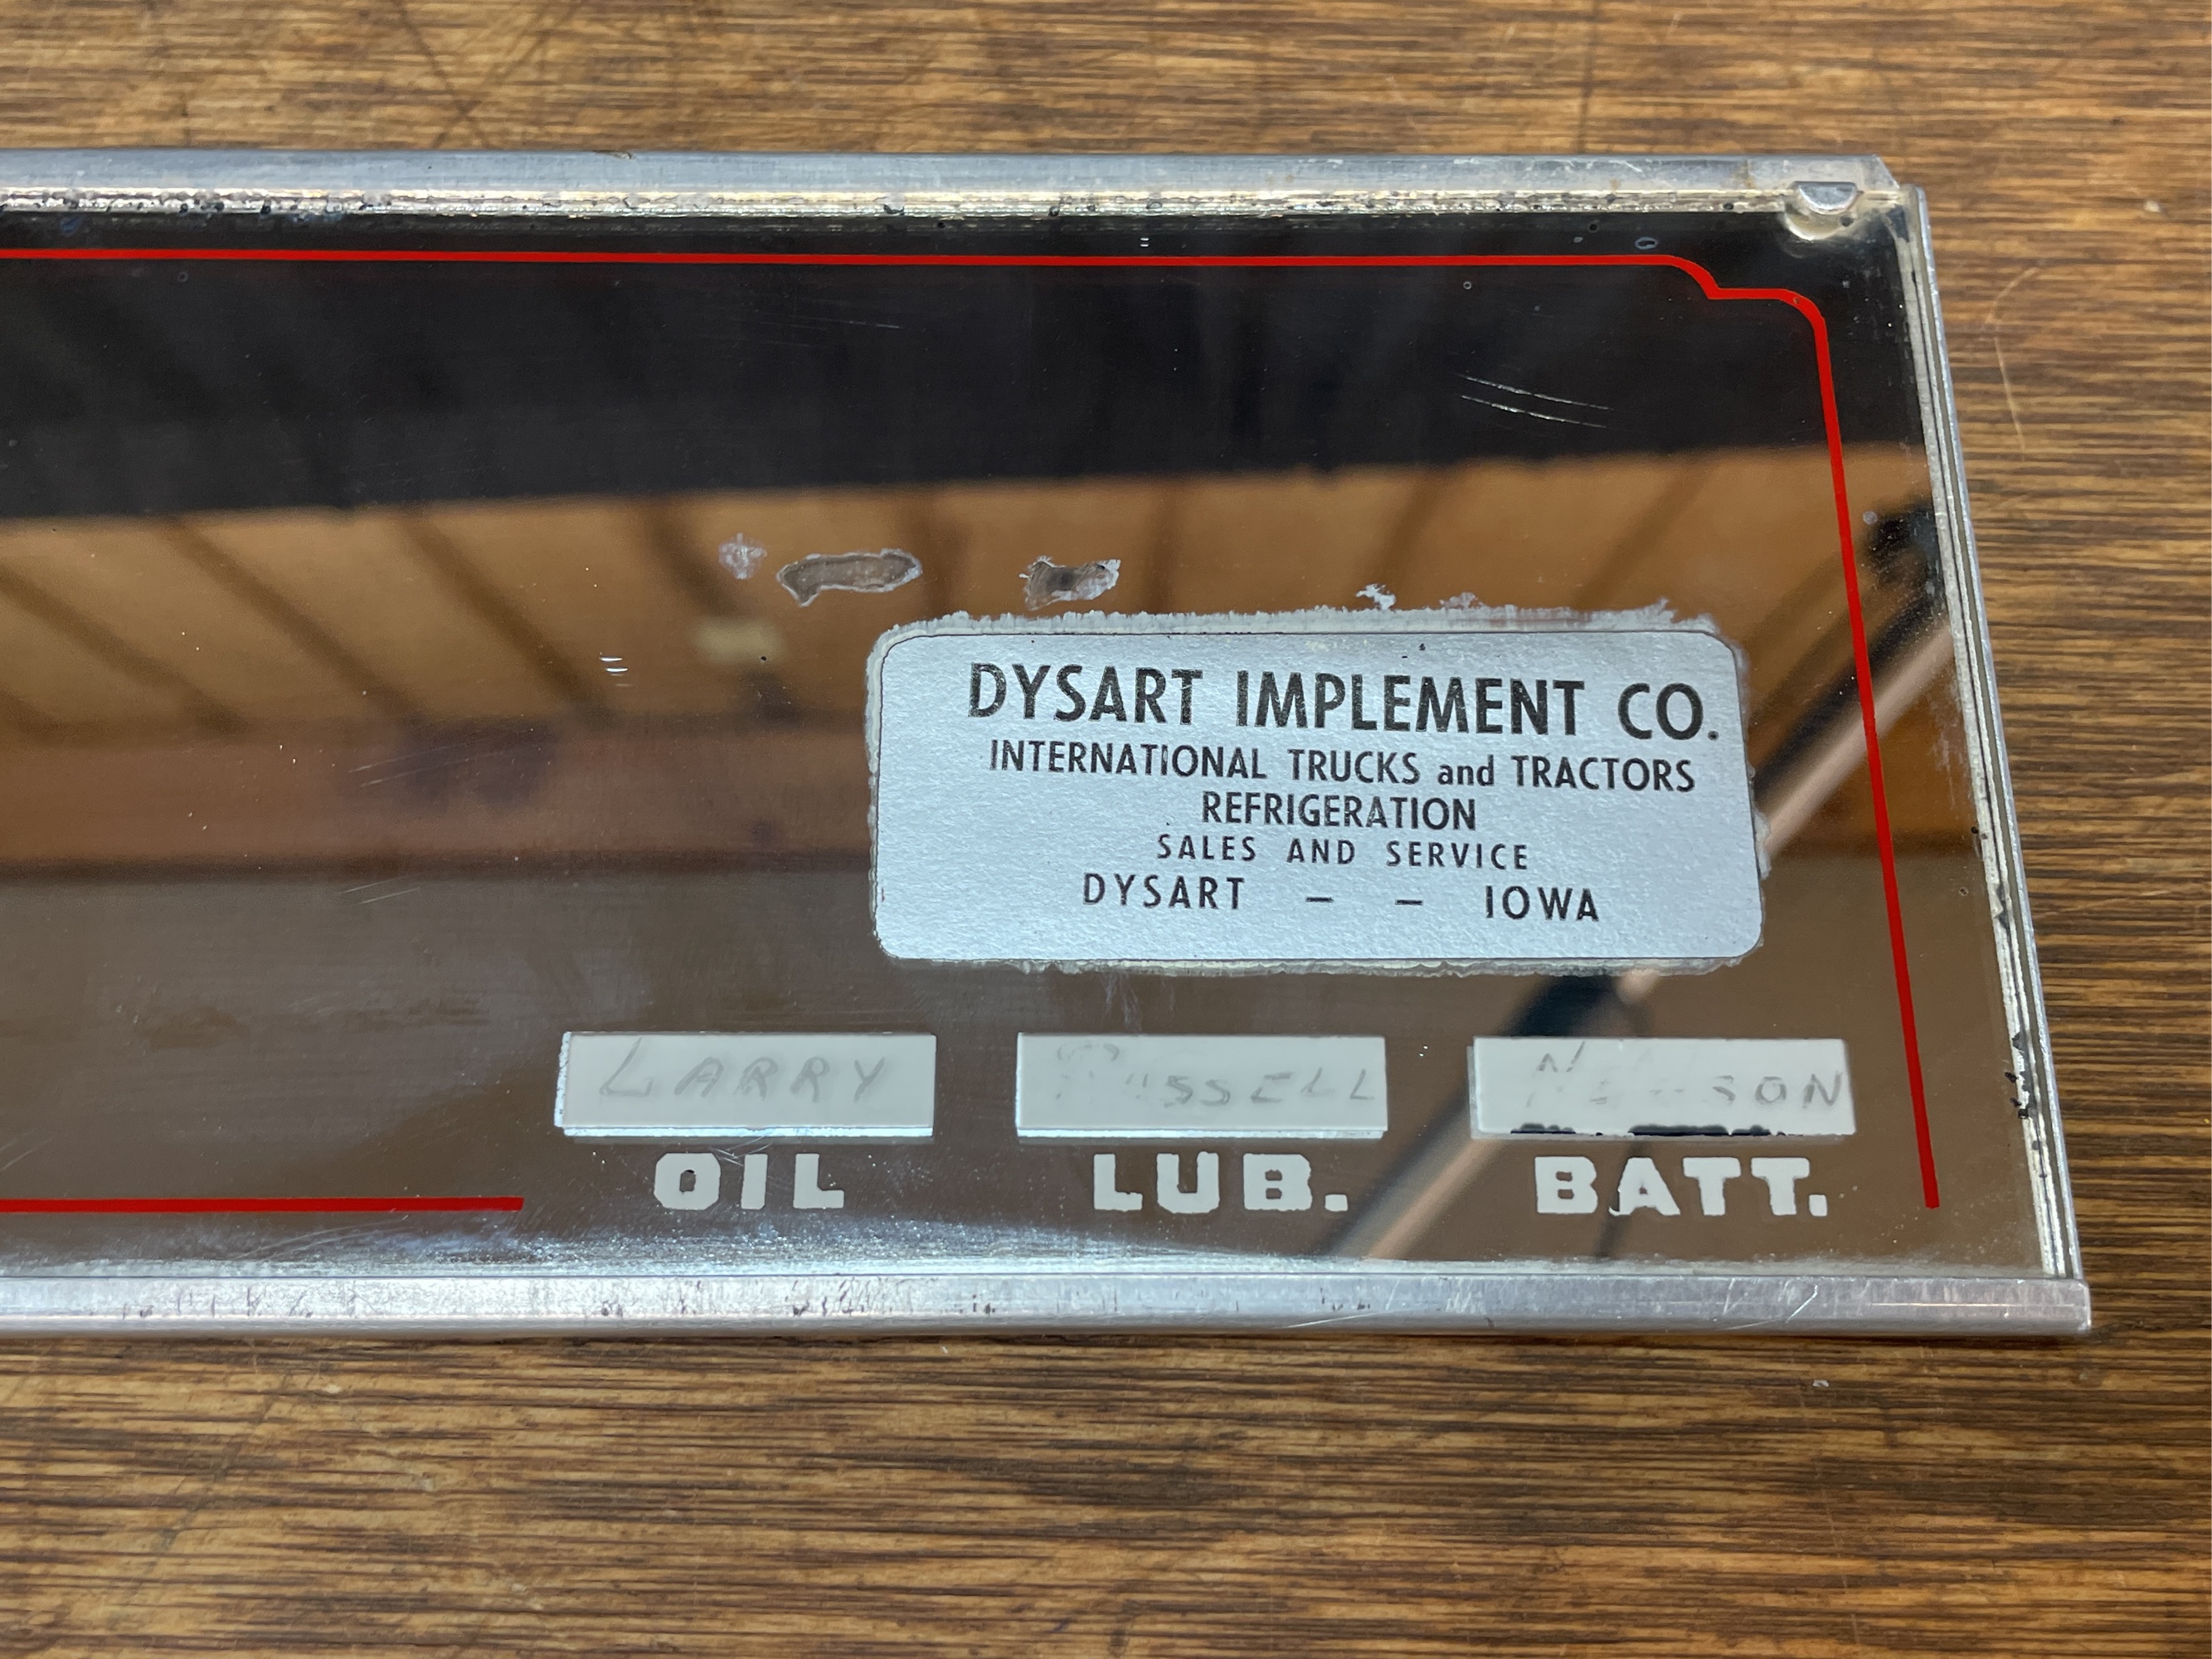 DYSART IMPLEMENT CO.
INTERNATIONAL TRUCKS and TRACTORS
REFRIGERATION
SALES AND SERVICE
DYSART – – IOWA
LARRY
OIL LUB. BATT.